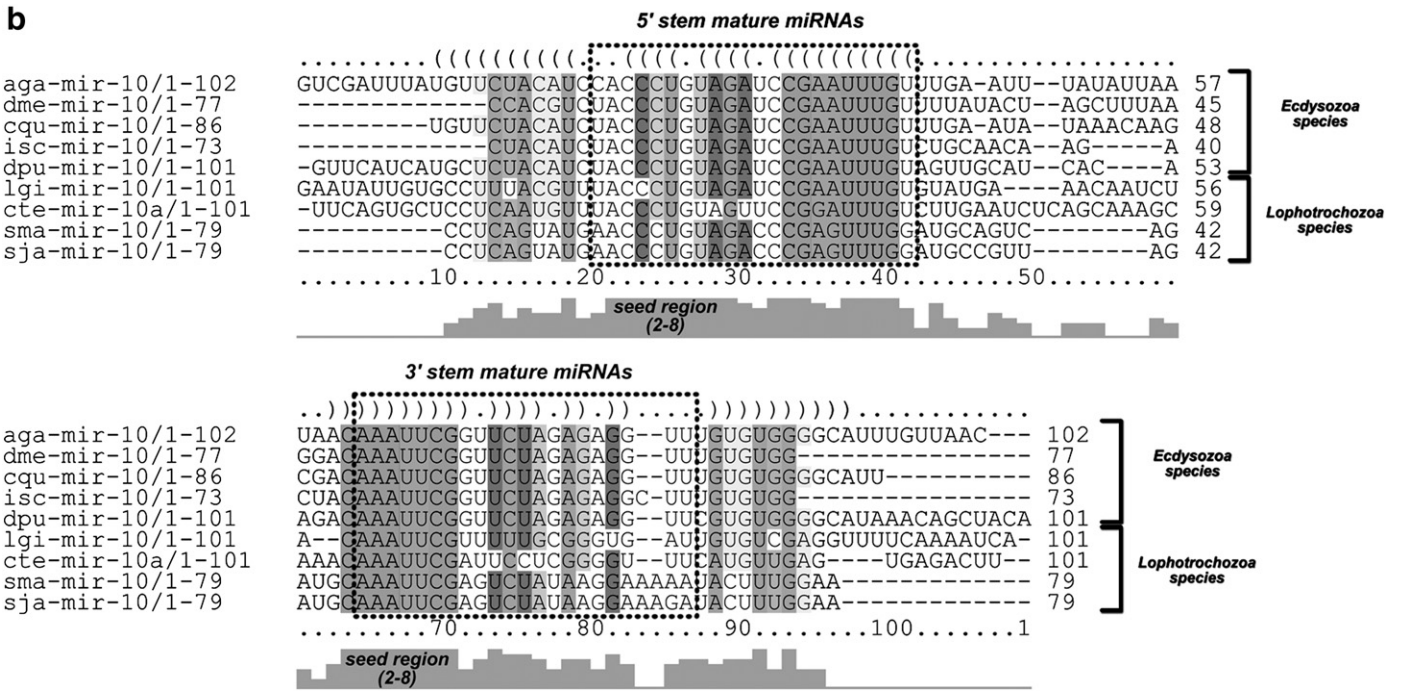 b
5' stem mature miRNAs
.........((((((((((...((((.((((.((((((((((..................
aga-mir-10/1-102 GUCGAUUUAUGUUCUACAUCCACCCUGUAGAUCCGAAUUUGUUUGA-AUU--UAUAUUAA 57
dme-mir-10/1-77 -------------CCACGUCUACCCUGUAGAUCCGAAUUUGUUUUAUACU--AGCUUUAA 45
cqu-mir-10/1-86 ---------UGUUCUACAUCUACCCUGUAGAUCCGAAUUUGUUUGA-AUA--UAAACAAG 48
isc-mir-10/1-73 -------------CUACAUCUACCCUGUAGAUCCGAAUUUGUCUGCAACA--AG-----A 40
dpu-mir-10/1-101 -GUUCAUCAUGCUUUACAUCUACCCUGUAGAUCCGAAUUUGUAGUUGCAU--CAC----A 53
lgi-mir-10/1-101 GAAUAUUGUGCCUUUACGUUUACCCUGUAGAUCCGAAUUUGUGUAUGA----AACAAUCU 56
cte-mir-10a/1-101 -UUCAGUGCUCCUCAAUGUUUACCCUGUAGUUCCGGAUUUGUCUUGAAUCUCAGCAAAGC 59
sma-mir-10/1-79 ----------CCUCAGUAUGAACCCUGUAGACCCGAGUUUGGAUGCAGUC--------AG 42
sja-mir-10/1-79 ----------CCUCAGUAUGAACCCUGUAGACCCGAGUUUGGAUGCCGUU--------AG 42
Ecdysozoa
species
Lophotrochozoa
species
.........10........20........30........40........50.........
seed region
(2-8)
3' stem mature miRNAs
..)))))))))).)))).)).)).....))))))))))............
aga-mir-10/1-102 UAACAAAUUCGGUUCUAGAGAGG--UUUGUGUGGGGCAUUUGUUAAC--- 102
dme-mir-10/1-77 GGACAAAUUCGGUUCUAGAGAGG--UUUGUGUGG---------------- 77
cqu-mir-10/1-86 CGACAAAUUCGGUUCUAGAGAGG--UUUGUGUGGGGCAUU---------- 86
isc-mir-10/1-73 CUACAAAUUCGGUUCUAGAGAGGC-UUUGUGUGG---------------- 73
dpu-mir-10/1-101 AGACAAAUUCGGUUCUAGAGAGG--UUCGUGUGGGGCAUAAACAGCUACA 101
lgi-mir-10/1-101 A--CAAAUUCGUUUUUGCGGGUG--AUUGUGUCGAGGUUUUCAAAAUCA- 101
cte-mir-10a/1-101 AAACAAAUUCGAUUGCUCGGGGU--UUCAUGUUGAG----UGAGACUU-- 101
sma-mir-10/1-79 AUGCAAAUUCGAGUCUAUAAGGAAAAAUACUUUGGAA------------- 79
sja-mir-10/1-79 AUGCAAAUUCGAGUCUAUAAGGAAAGAUACUUUGGAA------------- 79
Ecdysozoa
species
Lophotrochozoa
species
.........70........80........90........100.......1
seed region
(2-8)